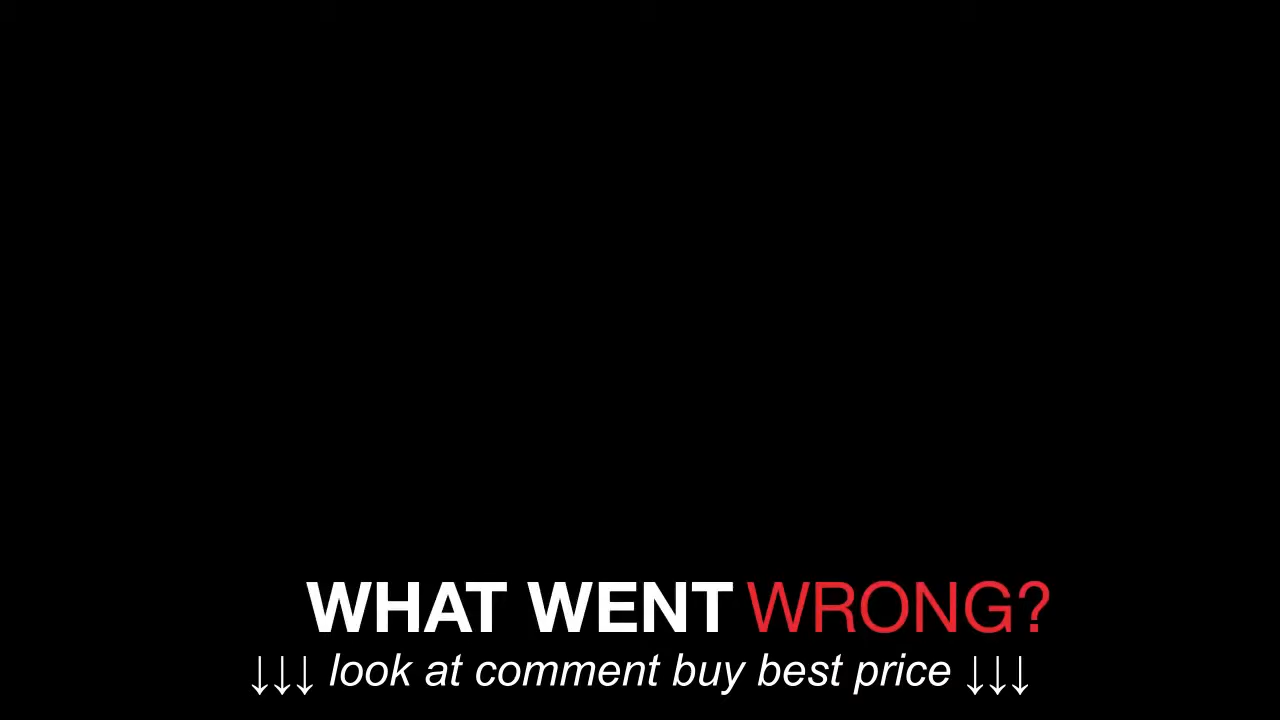 WHAT WENT WRONG?
↓↓↓ look at comment buy best price ↓↓↓